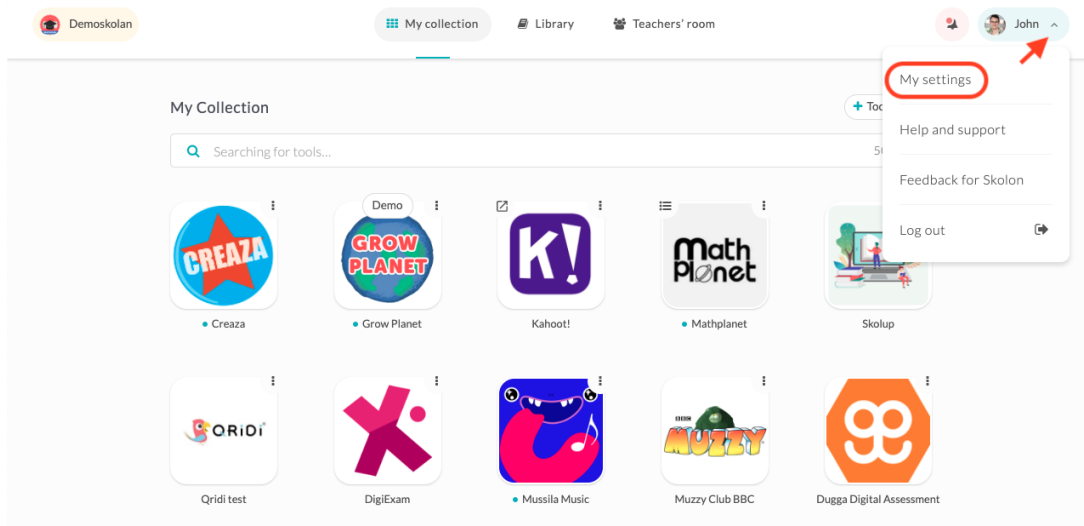 Demoskolan
My collection
Library
Teachers' room
John
My settings
Help and support
Feedback for Skolon
Log out
My Collection
+
Searching for tools...
CREAZA
Demo
GROW
PLANET
K!
Math
Planet
Creaza
Grow Planet
Kahoot!
Mathplanet
Skolup
QRIDI
BBC
MUZZY
Qridi test
DigiExam
Mussila Music
Muzzy Club BBC
Dugga Digital Assessment